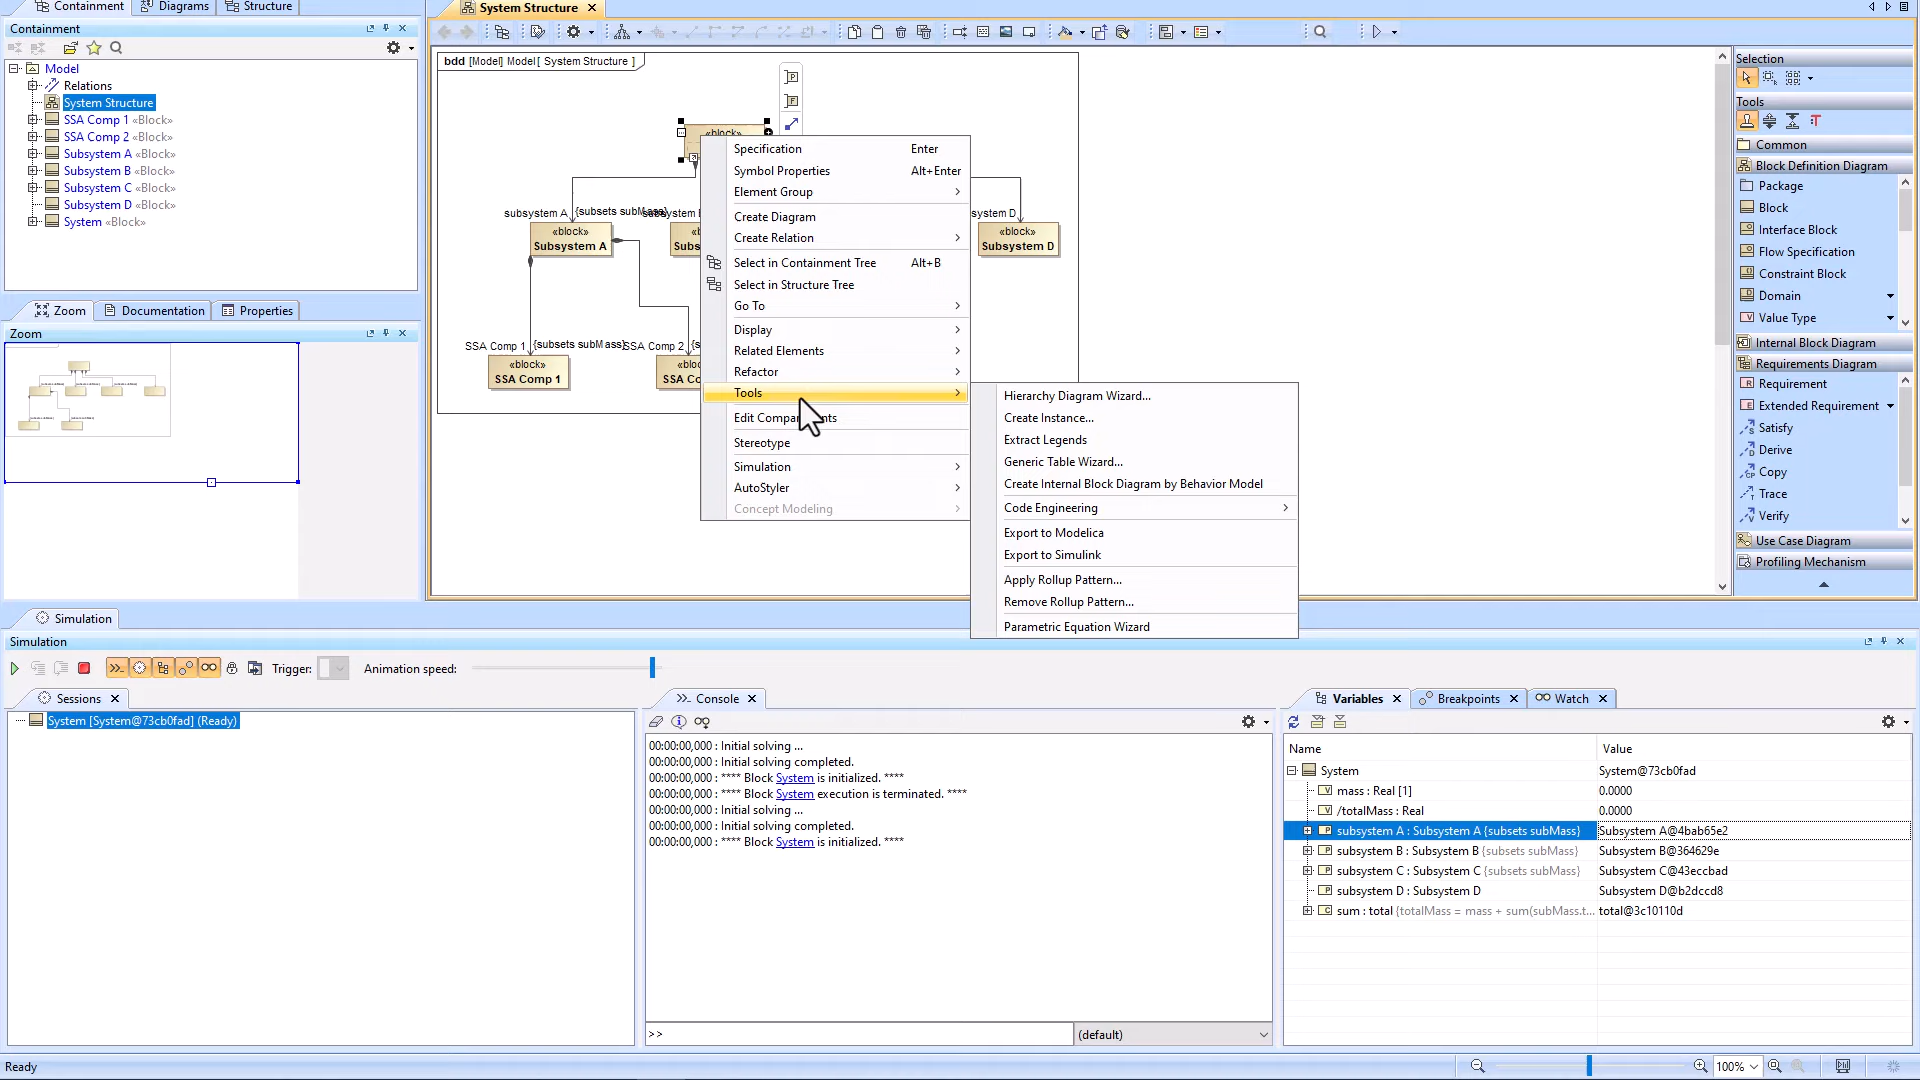 Containment
Diagrams
Structure
Containment
Model
Relations
System Structure
SSA Comp 1 «Block»
SSA Comp 2 «Block»
Subsystem A «Block»
Subsystem B «Block»
Subsystem C «Block»
Subsystem D «Block»
System «Block»
Zoom
Documentation
Properties
Zoom
System Structure
bdd [Model] Model[ System Structure ]
«block»
subsystem A
{subsets subMass}
«block»
Subsystem A
«block»
Subsystem D
SSA Comp 1
{subsets subMass}
SSA Comp 2
«block»
SSA Comp 1
Specification Enter
Symbol Properties Alt+Enter
Element Group
Create Diagram
Create Relation
Select in Containment Tree Alt+B
Select in Structure Tree
Go To
Display
Related Elements
Refactor
Tools
Stereotype
Simulation
AutoStyler
Concept Modeling
Hierarchy Diagram Wizard...
Create Instance...
Extract Legends
Generic Table Wizard...
Create Internal Block Diagram by Behavior Model
Code Engineering
Export to Modelica
Export to Simulink
Apply Rollup Pattern...
Remove Rollup Pattern...
Parametric Equation Wizard
Selection
Tools
Common
Block Definition Diagram
Package
Block
Interface Block
Flow Specification
Constraint Block
Domain
Value Type
Internal Block Diagram
Requirements Diagram
Requirement
Extended Requirement
Satisfy
Derive
Copy
Trace
Verify
Use Case Diagram
Profiling Mechanism
Simulation
Simulation
Trigger:
Animation speed:
Sessions
System [System@73cb0fad] (Ready)
Console
00:00:00,000 : Initial solving ...
00:00:00,000 : Initial solving completed.
00:00:00,000 : **** Block System is initialized. ****
00:00:00,000 : **** Block System execution is terminated. ****
00:00:00,000 : Initial solving ...
00:00:00,000 : Initial solving completed.
00:00:00,000 : **** Block System is initialized. ****
>>
(default)
Variables
Breakpoints
Watch
Name Value
System System@73cb0fad
mass : Real [1] 0.0000
/totalMass : Real 0.0000
subsystem A : Subsystem A {subsets subMass} Subsystem A@4bab65e2
subsystem B : Subsystem B {subsets subMass} Subsystem B@364629e
subsystem C : Subsystem C {subsets subMass} Subsystem C@43eccbad
subsystem D : Subsystem D Subsystem D@b2dccd8
sum : total {totalMass = mass + sum(subMass.t... total@3c10110d
Ready
100%